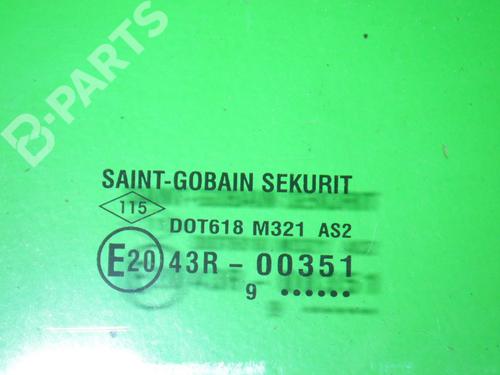 B-PARTS
SAINT-GOBAIN SEKURIT
115
DOT618 M321 AS2
E20 43R - 00351
9 ••••••